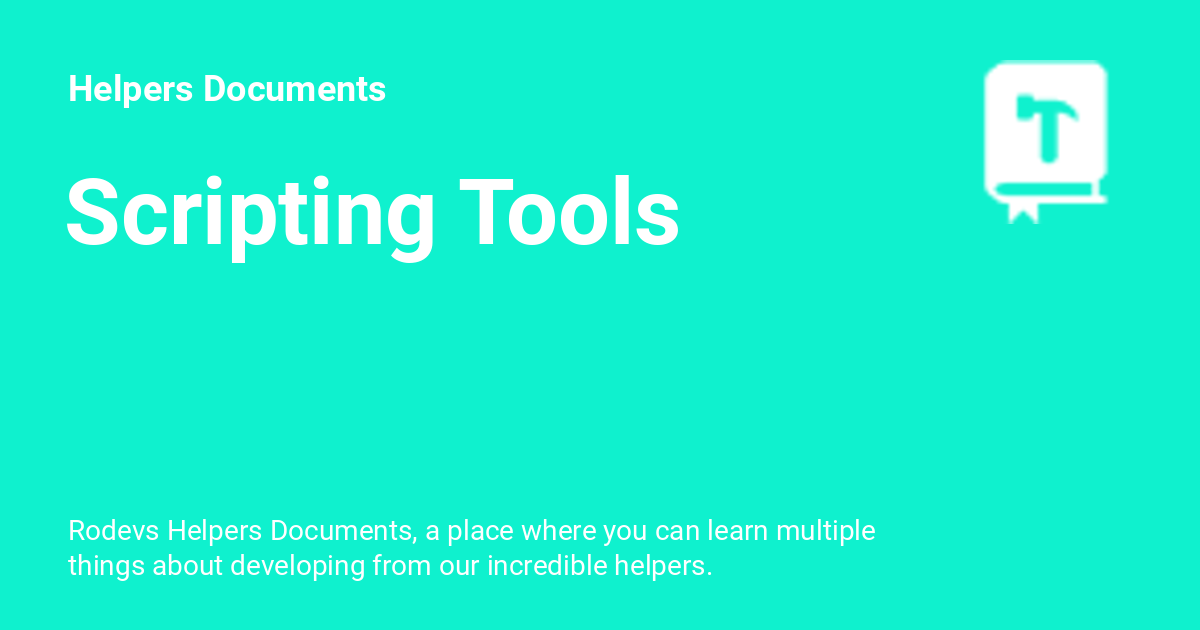 Helpers Documents
Scripting Tools
Rodevs Helpers Documents, a place where you can learn multiple
things about developing from our incredible helpers.